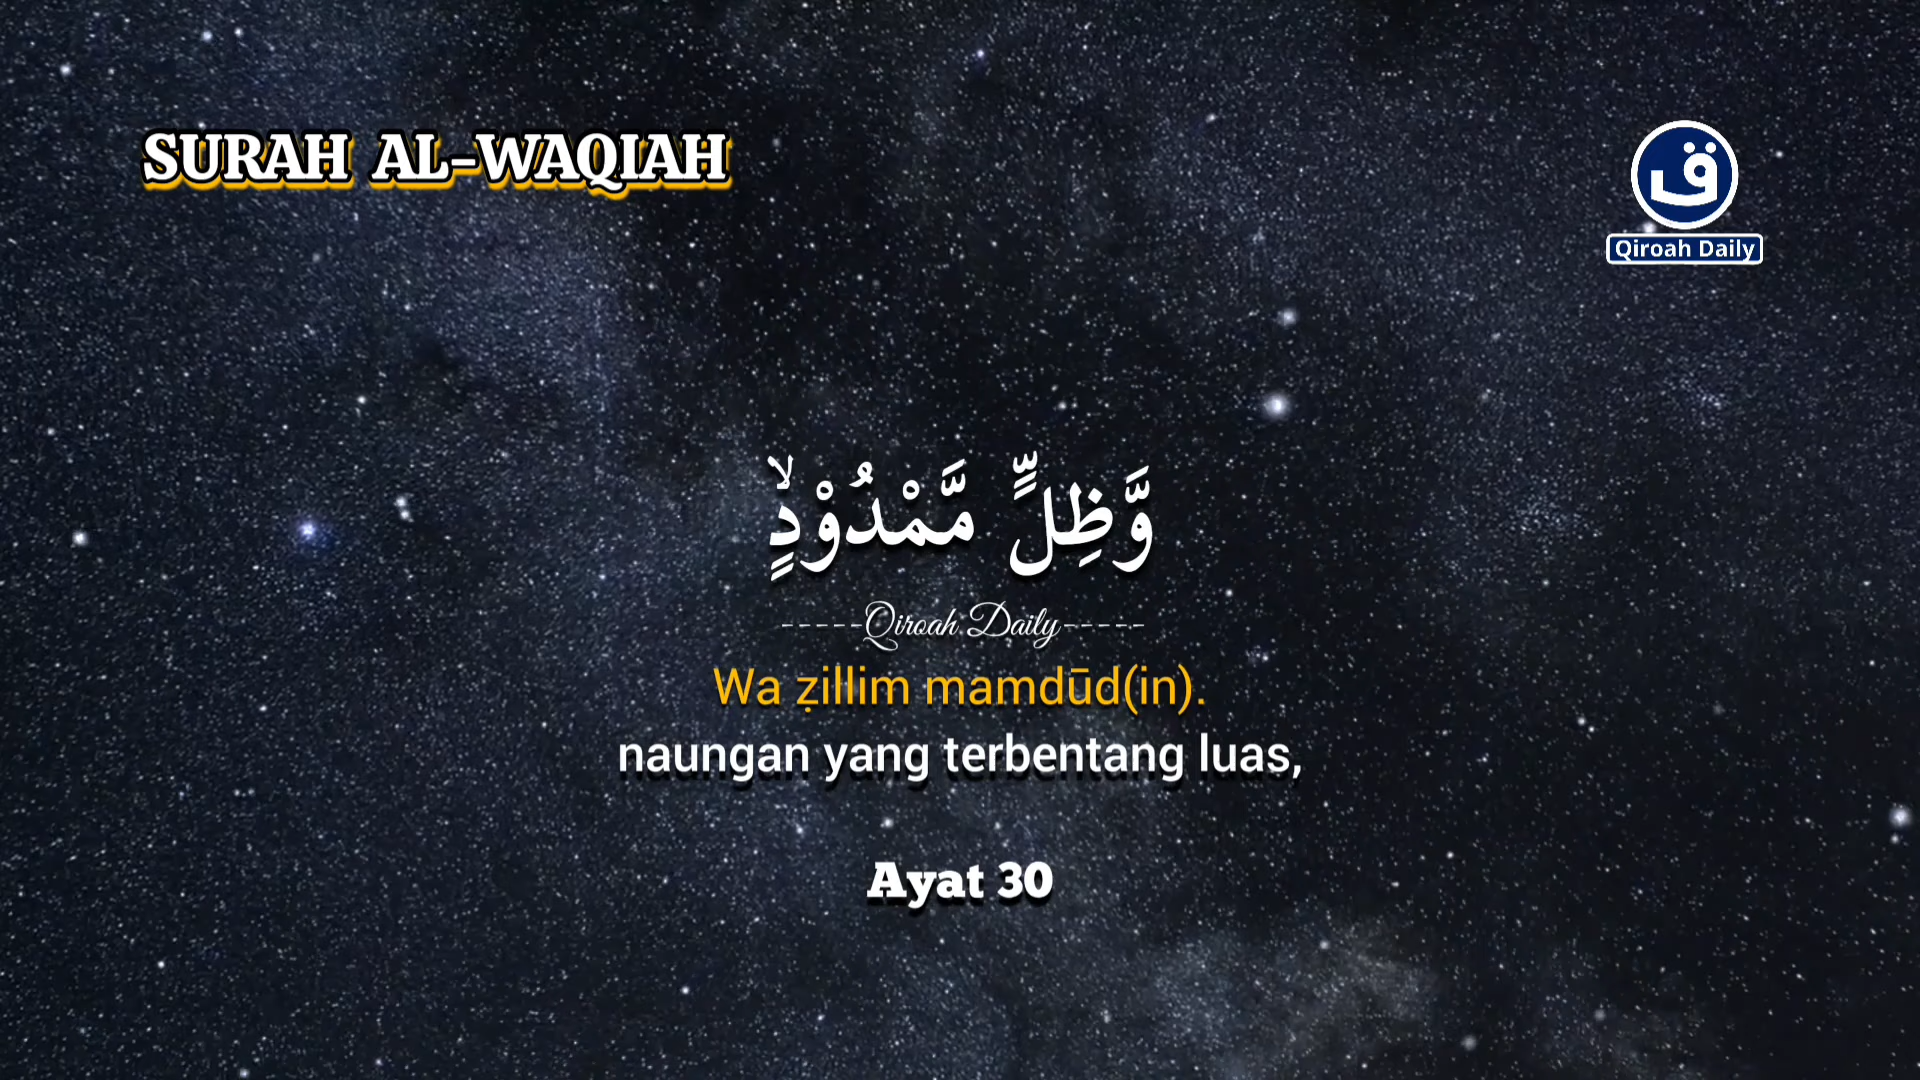 SURAH AL-WAQIAH
ق
Qiroah Daily
وَّظِلٍّ مَّمْدُوْدٍۙ
-----Qiroah Daily-----
Wa ẓillim mamdūd(in).
naungan yang terbentang luas,
Ayat 30